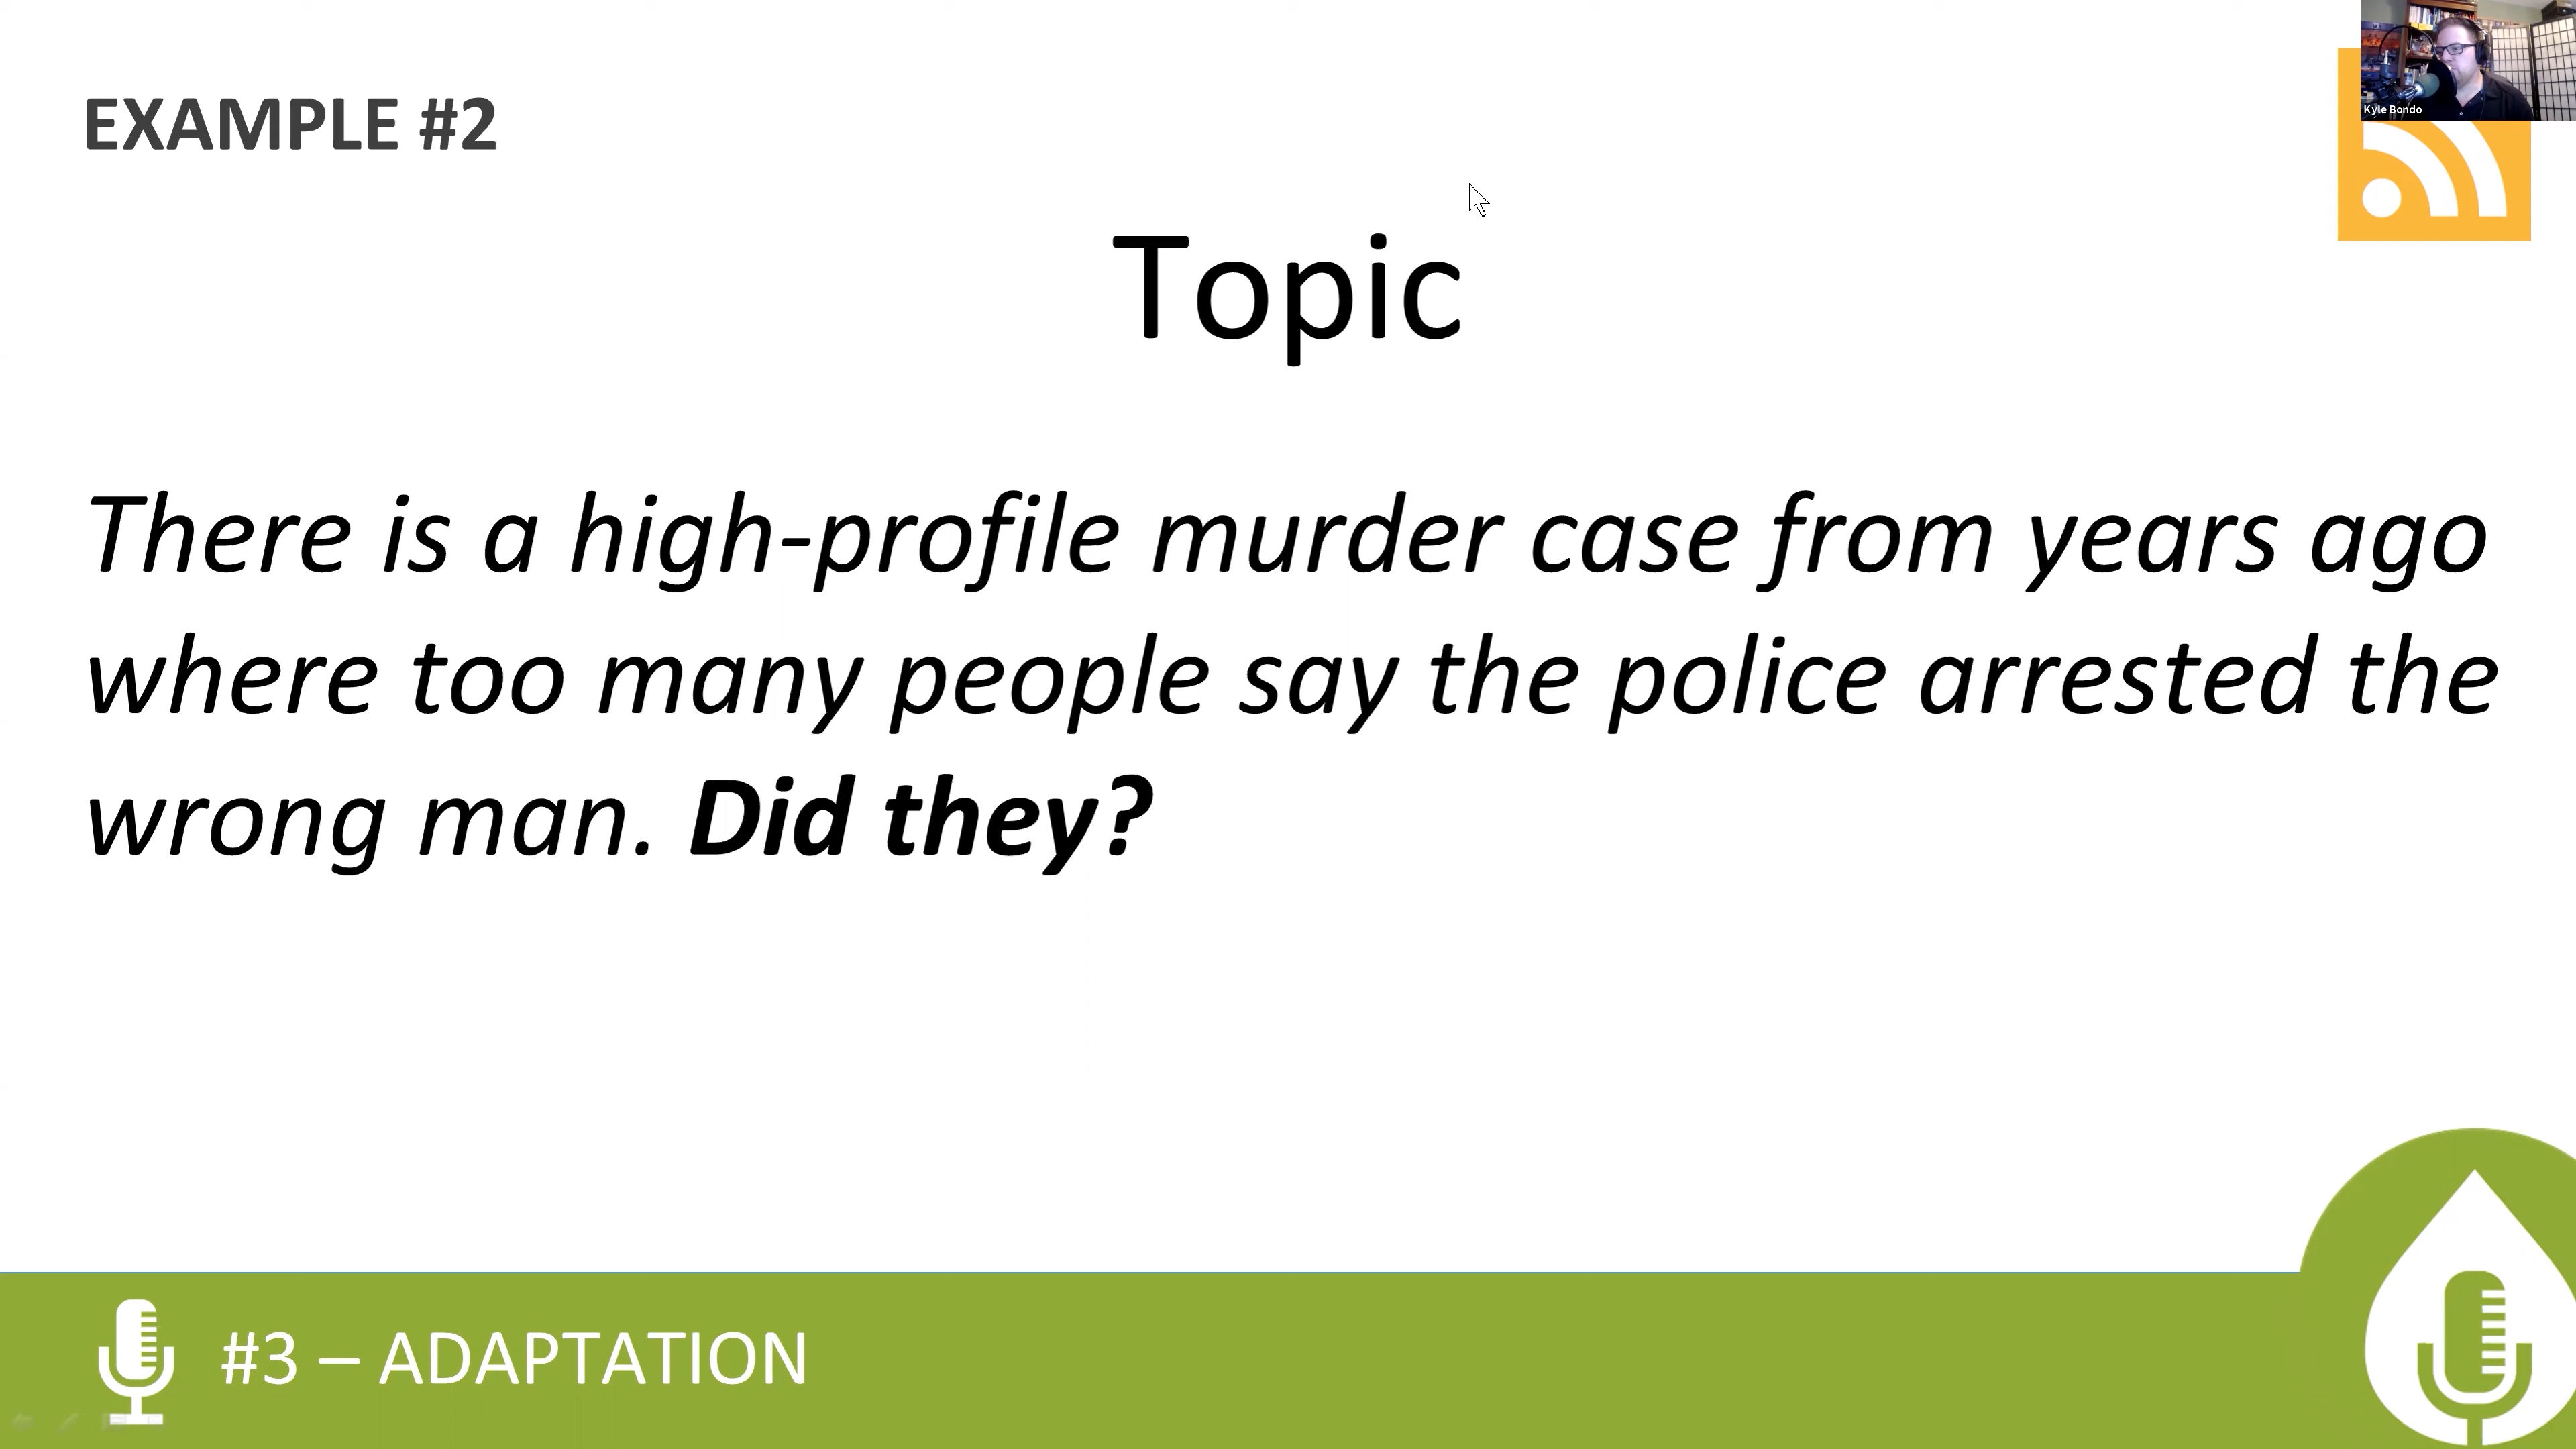 EXAMPLE #2
Kyle Bondo
Topic
There is a high-profile murder case from years ago
where too many people say the police arrested the
wrong man. Did they?
#3 – ADAPTATION